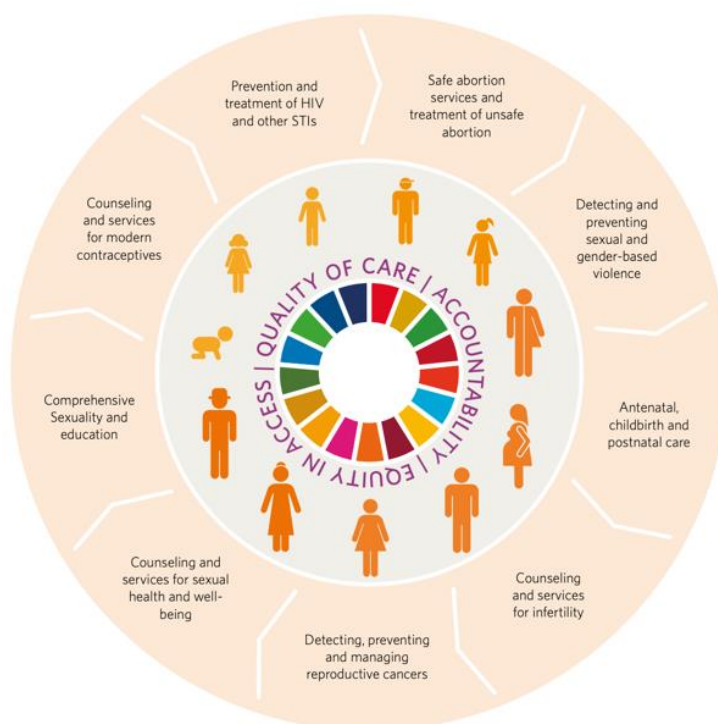 Prevention and
treatment of HIV
and other STIs
Safe abortion
services and
treatment of unsafe
abortion
Detecting and
preventing
sexual and
gender-based
violence
Antenatal,
childbirth and
postnatal care
Counseling
and services
for infertility
Detecting, preventing
and managing
reproductive cancers
Counseling and
services for sexual
health and well-
being
Comprehensive
Sexuality and
education
Counseling
and services
for modern
contraceptives
QUALITY OF CARE | ACCOUNTABILITY | EQUITY IN ACCESS |